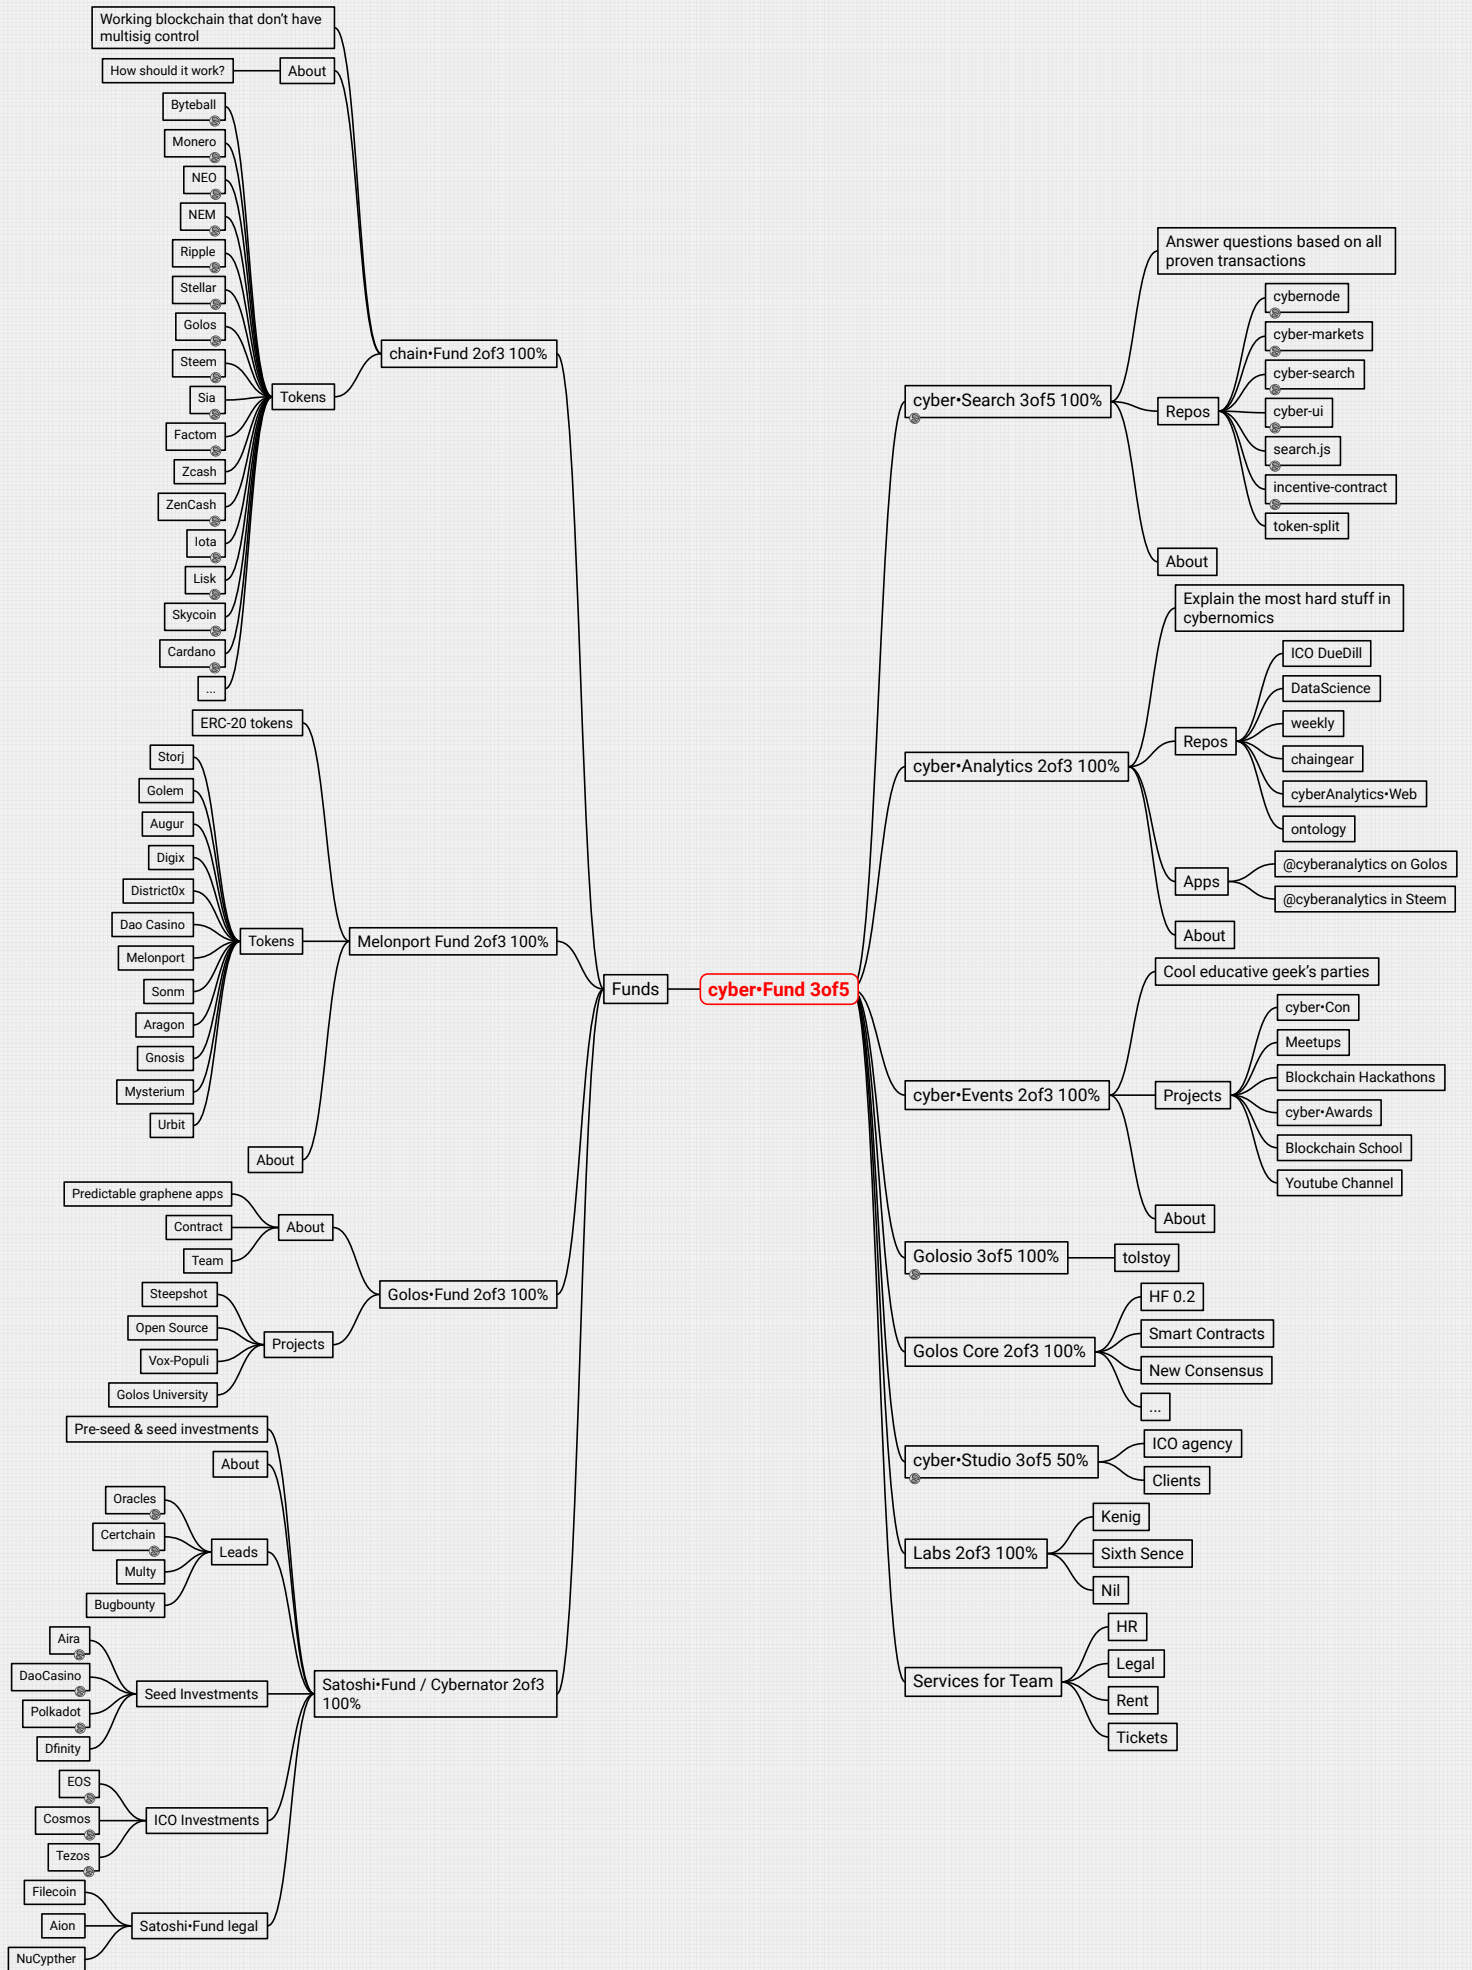 Working blockchain that don't have
multisig control
How should it work?
About
Byteball
Monero
NEO
NEM
Ripple
Stellar
Golos
Steem
Sia
Factom
Zcash
ZenCash
Iota
Lisk
Skycoin
Cardano
...
Tokens
chain•Fund 2of3 100%
ERC-20 tokens
Storj
Golem
Augur
Digix
District0x
Dao Casino
Melonport
Sonm
Aragon
Gnosis
Mysterium
Urbit
Tokens
Melonport Fund 2of3 100%
About
Predictable graphene apps
Contract
Team
About
Golos•Fund 2of3 100%
Steepshot
Open Source
Vox-Populi
Golos University
Projects
Pre-seed & seed investments
About
Oracles
Certchain
Multy
Bugbounty
Leads
Aira
DaoCasino
Polkadot
Dfinity
Seed Investments
Satoshi•Fund / Cybernator 2of3
100%
EOS
Cosmos
Tezos
ICO Investments
Filecoin
Aion
NuCypther
Satoshi•Fund legal
Funds
cyber•Fund 3of5
Answer questions based on all
proven transactions
cyber•Search 3of5 100%
Repos
cybernode
cyber-markets
cyber-search
cyber-ui
search.js
incentive-contract
token-split
About
Explain the most hard stuff in
cybernomics
cyber•Analytics 2of3 100%
Repos
ICO DueDill
DataScience
weekly
chaingear
cyberAnalytics•Web
ontology
Apps
@cyberanalytics on Golos
@cyberanalytics in Steem
About
Cool educative geek's parties
cyber•Events 2of3 100%
Projects
cyber•Con
Meetups
Blockchain Hackathons
cyber•Awards
Blockchain School
Youtube Channel
About
Golosio 3of5 100%
tolstoy
Golos Core 2of3 100%
HF 0.2
Smart Contracts
New Consensus
...
cyber•Studio 3of5 50%
ICO agency
Clients
Labs 2of3 100%
Kenig
Sixth Sence
Nil
Services for Team
HR
Legal
Rent
Tickets